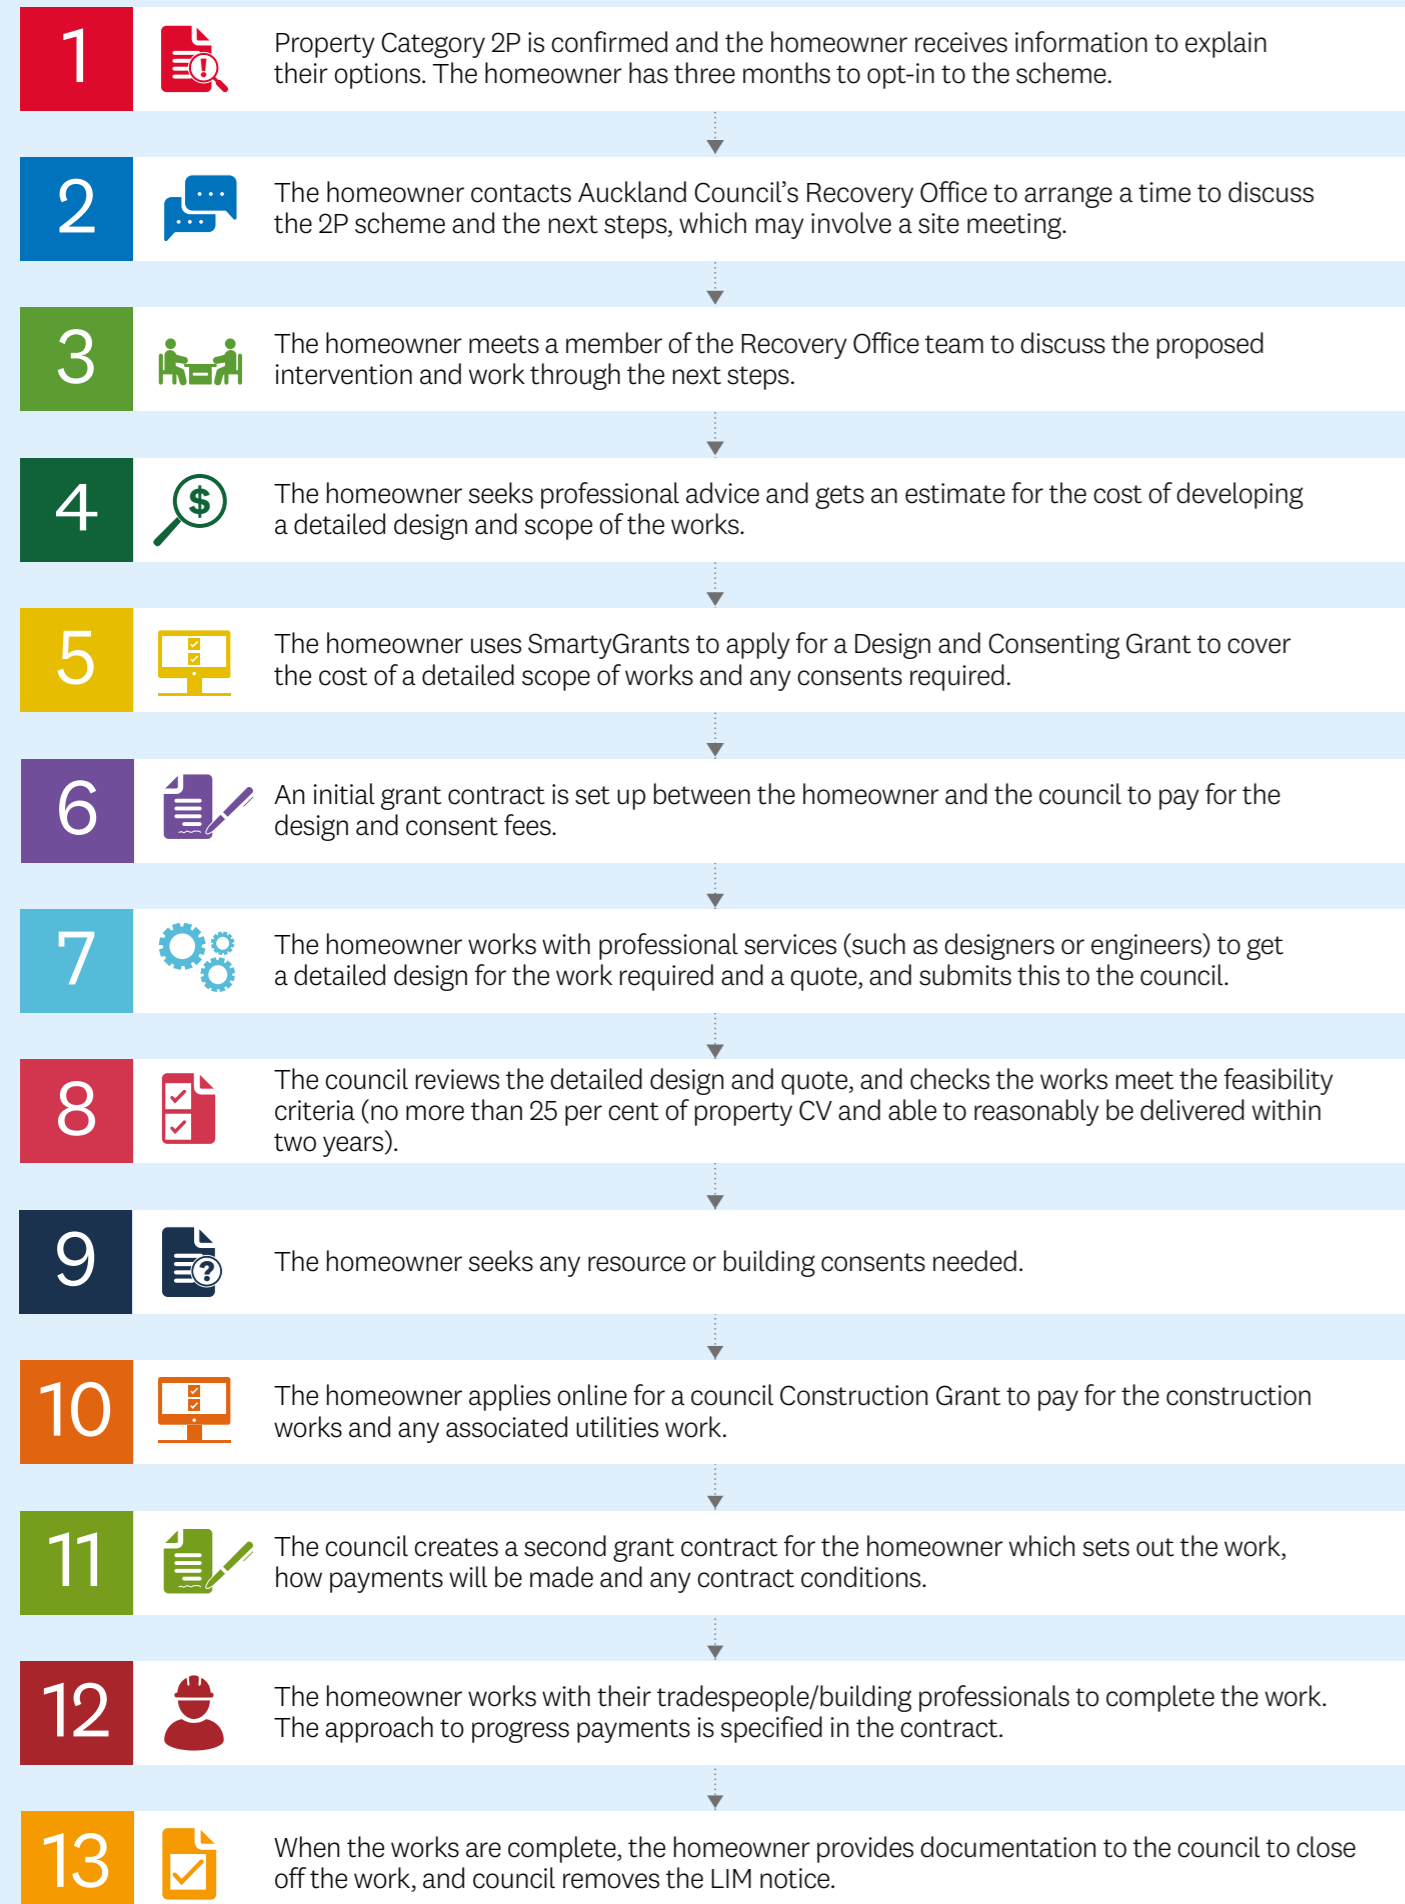 1
Property Category 2P is confirmed and the homeowner receives information to explain
their options. The homeowner has three months to opt-in to the scheme.
2
The homeowner contacts Auckland Council's Recovery Office to arrange a time to discuss
the 2P scheme and the next steps, which may involve a site meeting.
3
The homeowner meets a member of the Recovery Office team to discuss the proposed
intervention and work through the next steps.
4
$
The homeowner seeks professional advice and gets an estimate for the cost of developing
a detailed design and scope of the works.
5
The homeowner uses SmartyGrants to apply for a Design and Consenting Grant to cover
the cost of a detailed scope of works and any consents required.
6
An initial grant contract is set up between the homeowner and the council to pay for the
design and consent fees.
7
The homeowner works with professional services (such as designers or engineers) to get
a detailed design for the work required and a quote, and submits this to the council.
8
The council reviews the detailed design and quote, and checks the works meet the feasibility
criteria (no more than 25 per cent of property CV and able to reasonably be delivered within
two years).
9
?
The homeowner seeks any resource or building consents needed.
10
The homeowner applies online for a council Construction Grant to pay for the construction
works and any associated utilities work.
11
The council creates a second grant contract for the homeowner which sets out the work,
how payments will be made and any contract conditions.
12
The homeowner works with their tradespeople/building professionals to complete the work.
The approach to progress payments is specified in the contract.
13
When the works are complete, the homeowner provides documentation to the council to close
off the work, and council removes the LIM notice.